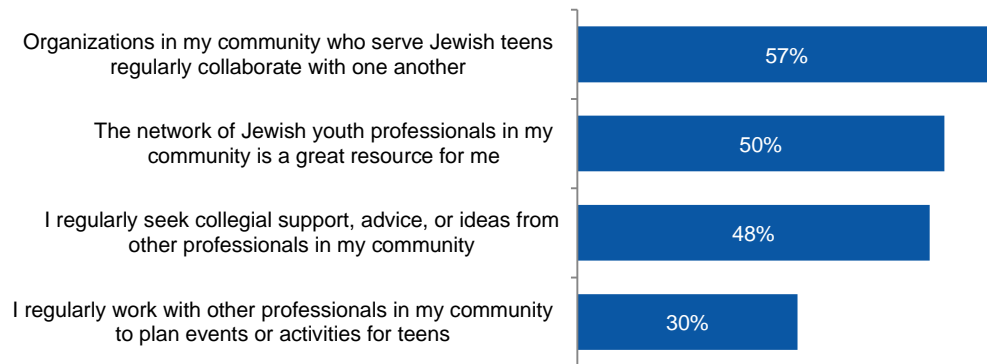 Organizations in my community who serve Jewish teens
regularly collaborate with one another
57%
The network of Jewish youth professionals in my
community is a great resource for me
50%
I regularly seek collegial support, advice, or ideas from
other professionals in my community
48%
I regularly work with other professionals in my community
to plan events or activities for teens
30%